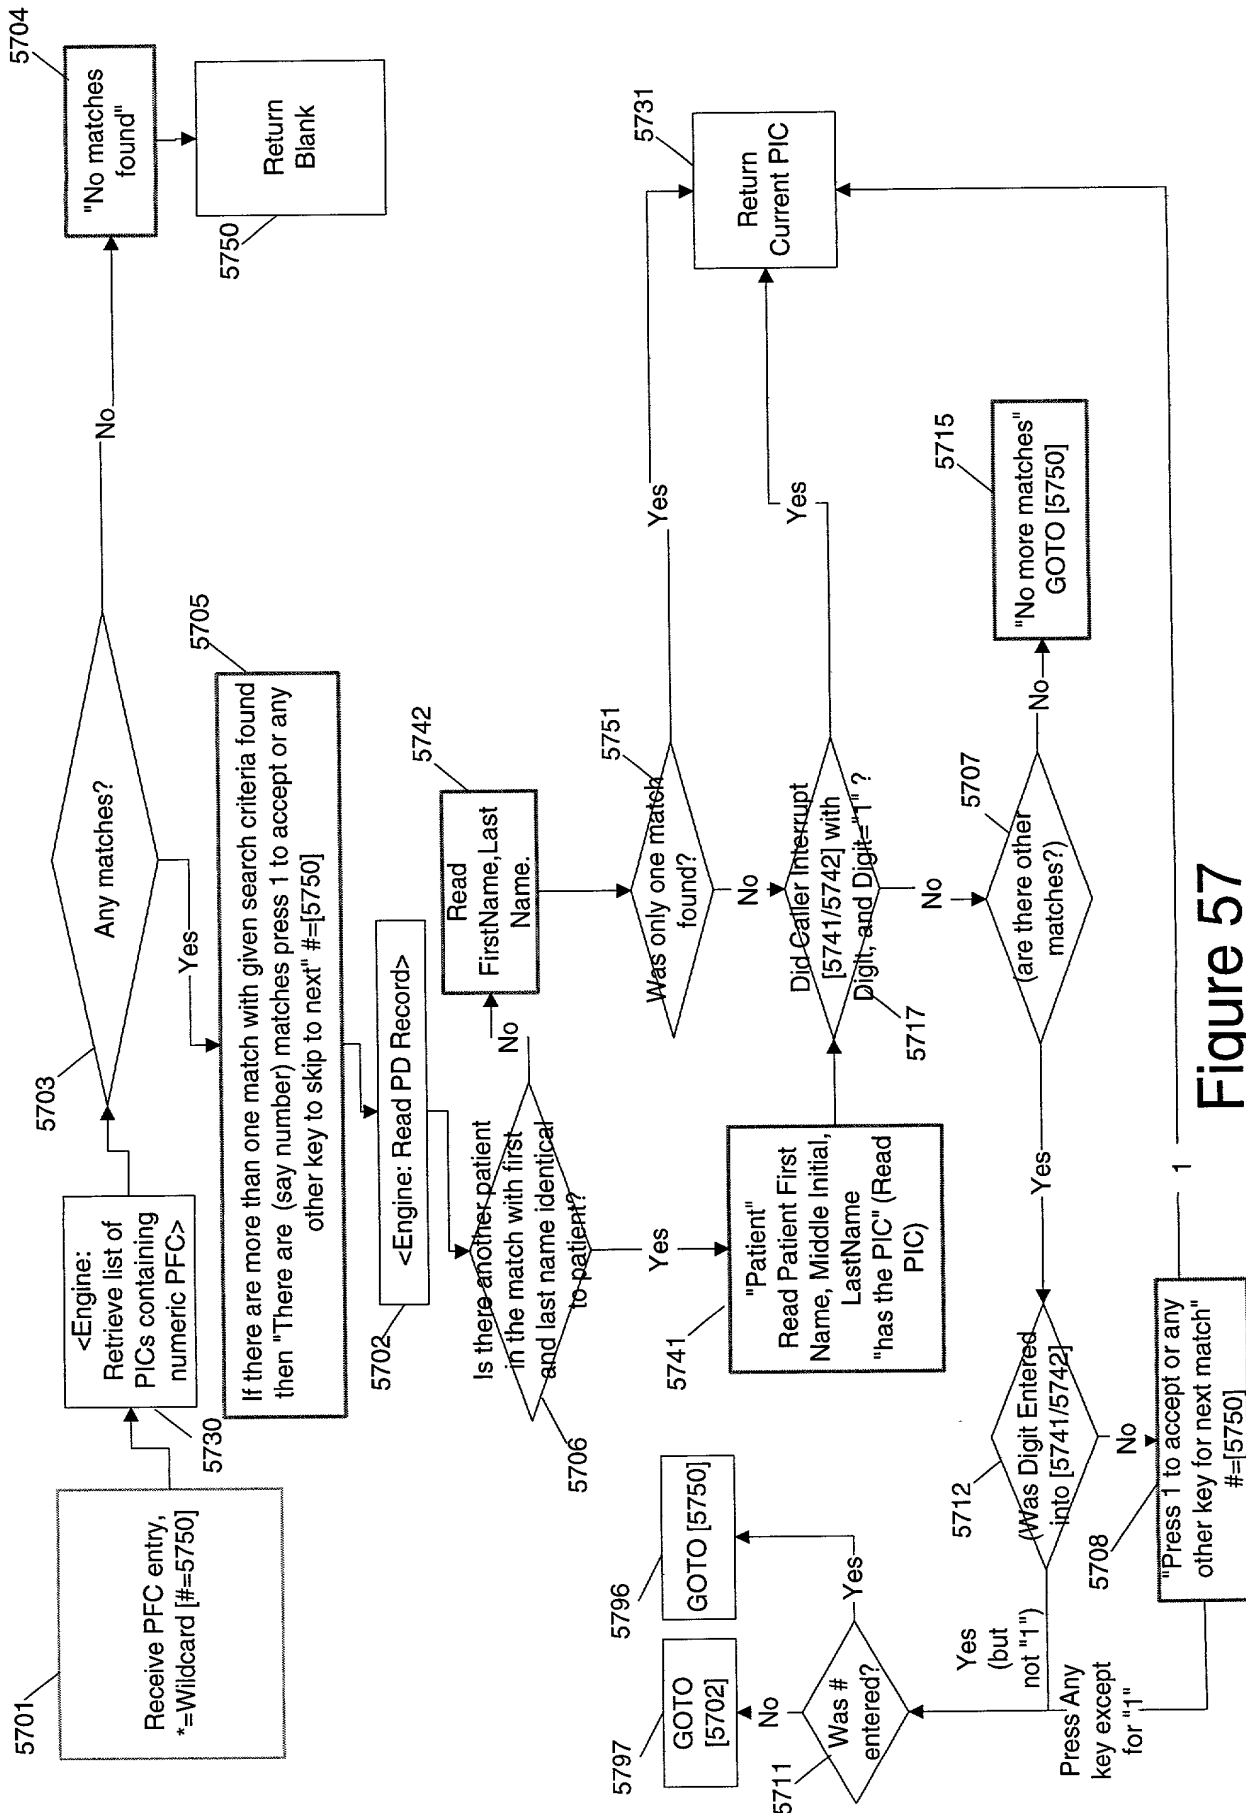 5701
Receive PFC entry,
*=Wildcard [#=5750]
5730
<Engine:
Retrieve list of
PICs containing
numeric PFC>
5703
Any matches?
No
Yes
5704
"No matches
found"
5750
Return
Blank
5705
If there are more than one match with given search criteria found
then "There are (say number) matches press 1 to accept or any
other key to skip to next" #=[5750]
5702
<Engine: Read PD Record>
5706
Is there another patient
in the match with first
and last name identical
to patient?
No
Yes
5742
Read
FirstName,Last
Name.
5741
"Patient"
Read Patient First
Name, Middle Initial,
LastName
"has the PIC" (Read
PIC)
5751
Was only one match
found?
Yes
No
5717
Did Caller Interrupt
[5741/5742] with
Digit, and Digit="1" ?
Yes
No
5731
Return
Current PIC
5707
(are there other
matches?)
No
Yes
5715
"No more matches"
GOTO [5750]
5712
(Was Digit Entered
into [5741/5742]
No
Yes
(but
not "1")
5708
"Press 1 to accept or any
other key for next match"
#=[5750]
1
Press Any
key except
for "1"
5711
Was #
entered?
No
Yes
5797
GOTO
[5702]
5796
GOTO [5750]
Figure 57